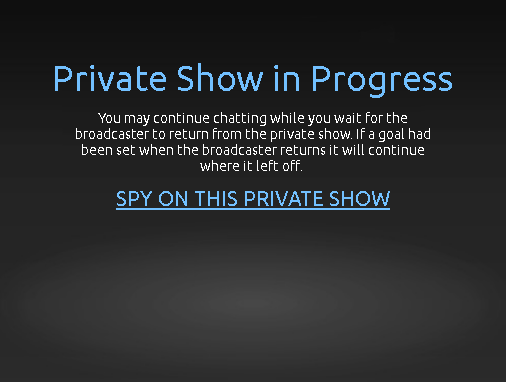 Private Show in Progress
You may continue chatting while you wait for the
broadcaster to return from the private show. If a goal had
been set when the broadcaster returns it will continue
where it left off.
SPY ON THIS PRIVATE SHOW